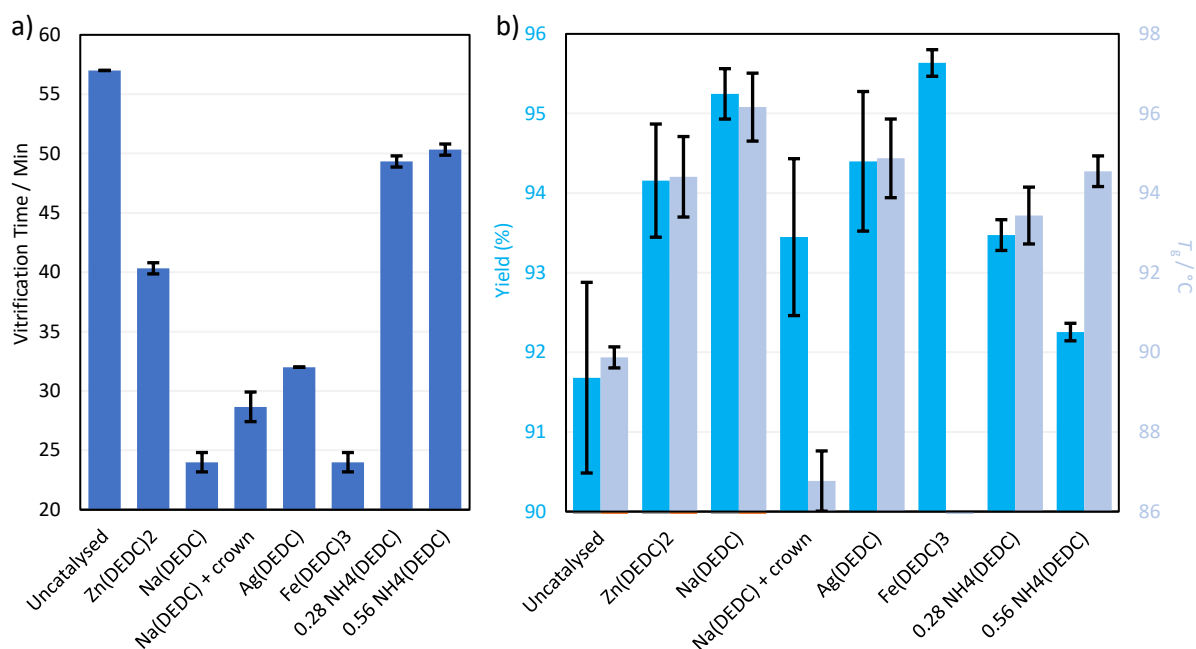 a)
Vitrification Time / Min
60
55
50
45
40
35
30
25
20
Uncatalysed
Zn(DEDC)2
Na(DEDC)
Na(DEDC) + crown
Ag(DEDC)
Fe(DEDC)3
0.28 NH4(DEDC)
0.56 NH4(DEDC)
b)
Yield (%)
96
95
94
93
92
91
90
98
96
94
92
90
88
86
Tg / °C
Uncatalysed
Zn(DEDC)2
Na(DEDC)
Na(DEDC) + crown
Ag(DEDC)
Fe(DEDC)3
0.28 NH4(DEDC)
0.56 NH4(DEDC)